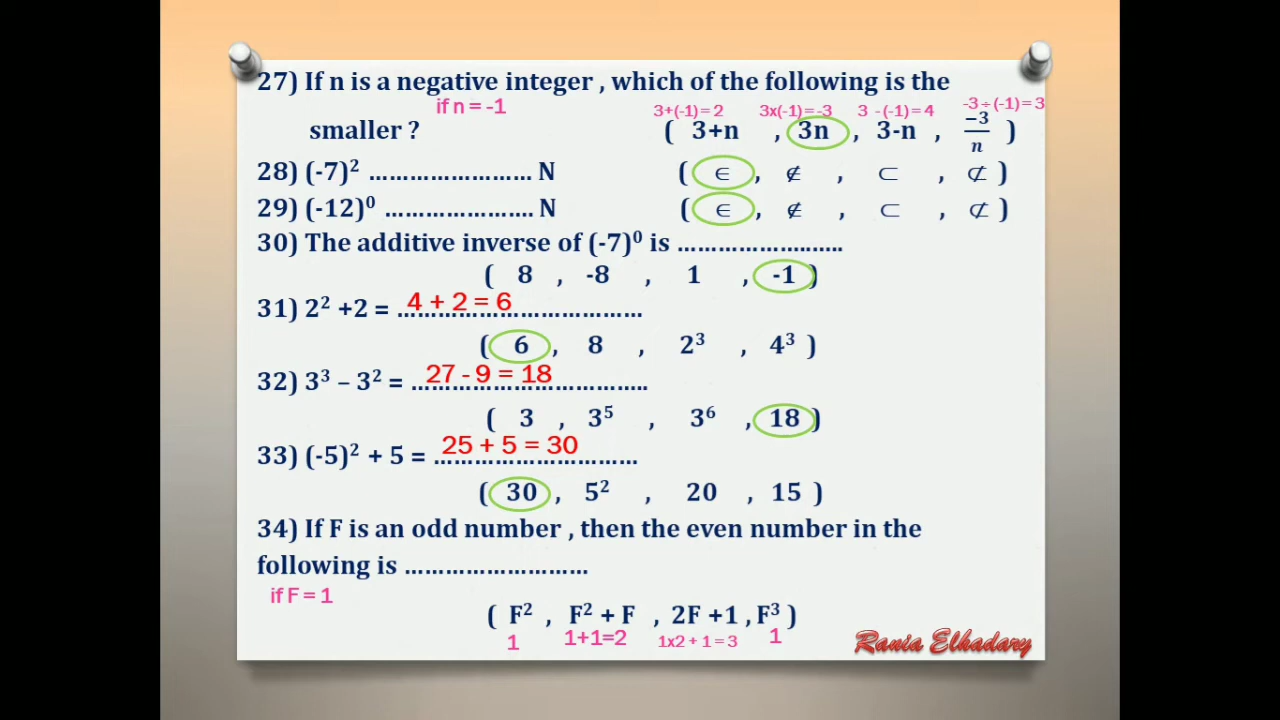 27) If n is a negative integer , which of the following is the
if n = -1 3+(-1)=2 3x(-1)=-3 3 -(-1)=4 -3÷(-1)=3
smaller ? ( 3+n , 3n , 3-n , −3/n )
28) (-7)² …………………… N ( ∈ , ∉ , ⊂ , ⊄ )
29) (-12)⁰ …………………. N ( ∈ , ∉ , ⊂ , ⊄ )
30) The additive inverse of (-7)⁰ is ………………..…..
( 8 , -8 , 1 , -1 )
31) 2² +2 = ……………………………… 4 + 2 = 6
( 6 , 8 , 2³ , 4³ )
32) 3³ – 3² = …………………………….. 27 - 9 = 18
( 3 , 3⁵ , 3⁶ , 18 )
33) (-5)² + 5 = ………………………… 25 + 5 = 30
( 30 , 5² , 20 , 15 )
34) If F is an odd number , then the even number in the
following is ………………………
if F = 1
( F² , F² + F , 2F +1 , F³ )
1 1+1=2 1x2 + 1 = 3 1
Rania Elhadary